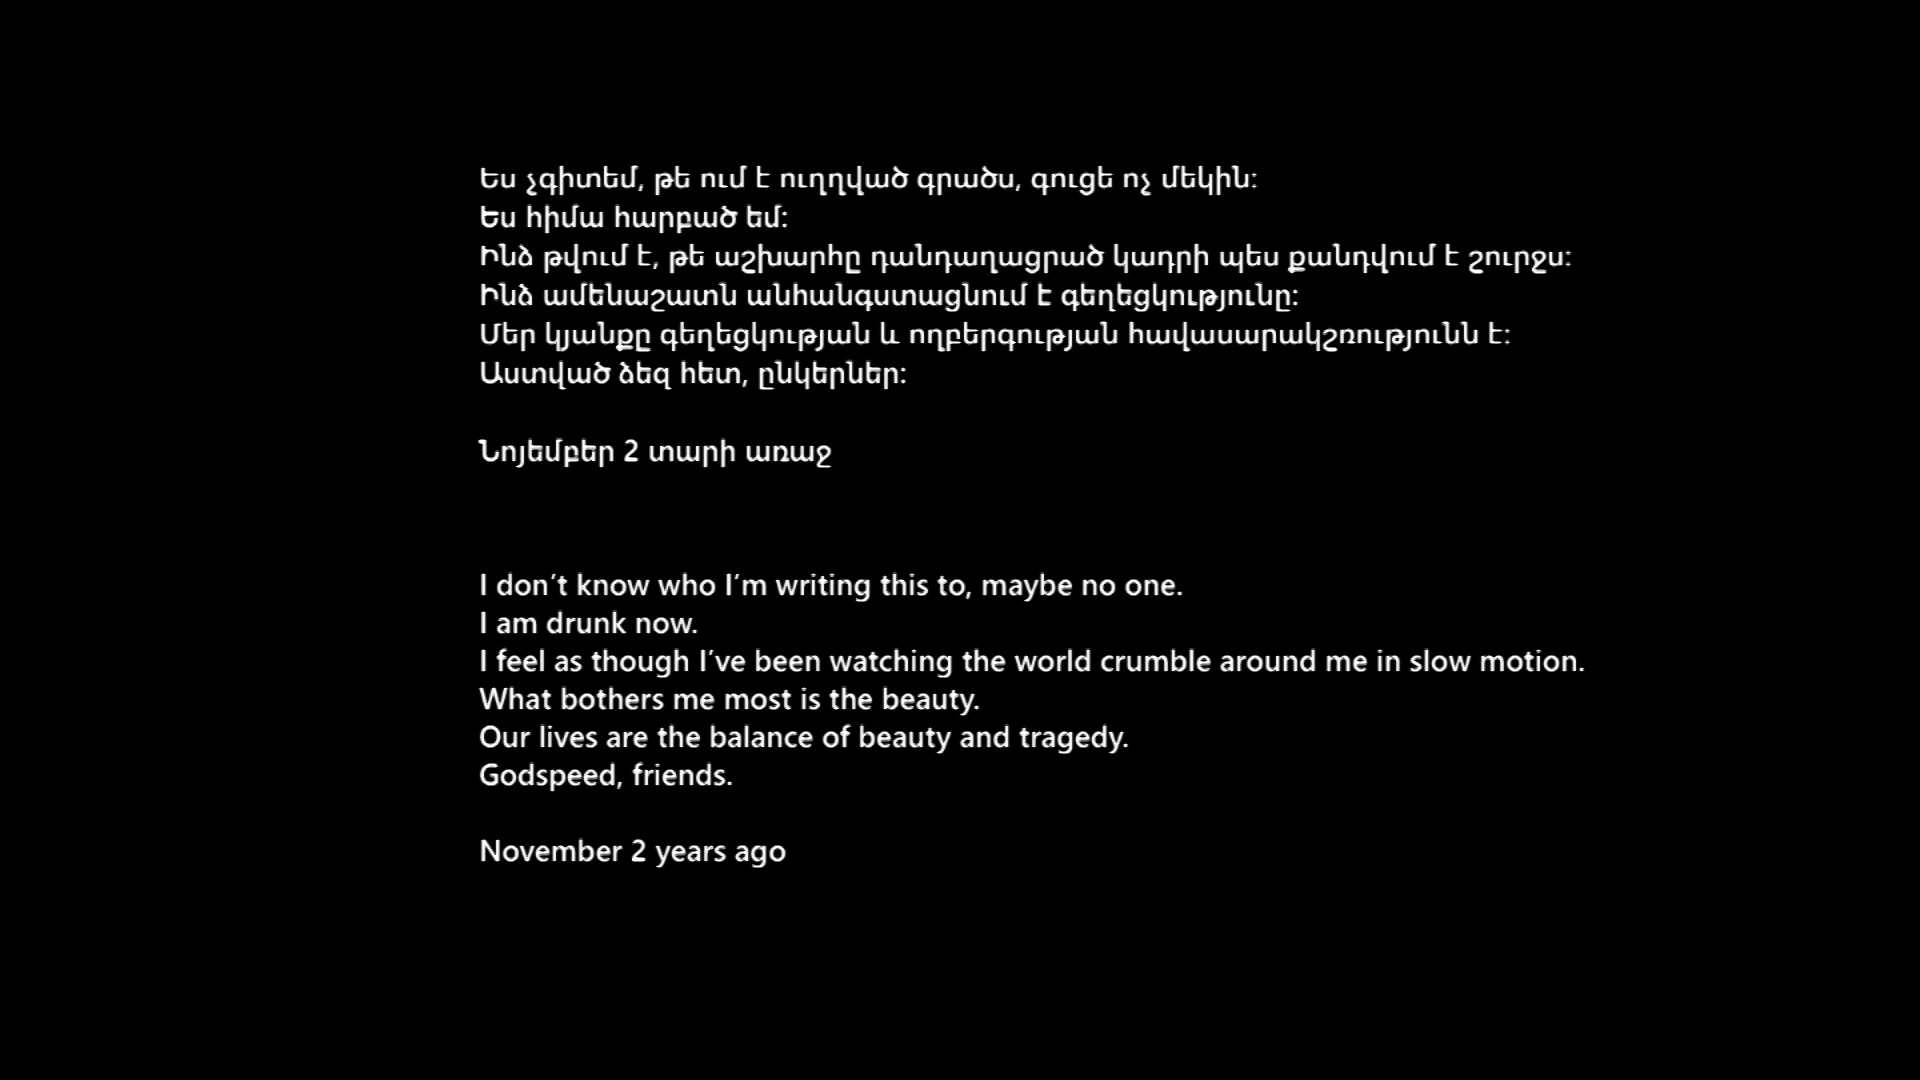 Ես չգիտեմ, թե ում է ուղղված գրածս, գուցե ոչ մեկին:
Ես հիմա հարբած եմ:
Ինձ թվում է, թե աշխարհը դանդաղացրած կադրի պես քանդվում է շուրջս:
Ինձ ամենաշատն անհանգստացնում է գեղեցկությունը:
Մեր կյանքը գեղեցկության և ողբերգության հավասարակշռությունն է:
Աստված ձեզ հետ, ընկերներ:
Նոյեմբեր 2 տարի առաջ
I don’t know who I’m writing this to, maybe no one.
I am drunk now.
I feel as though I’ve been watching the world crumble around me in slow motion.
What bothers me most is the beauty.
Our lives are the balance of beauty and tragedy.
Godspeed, friends.
November 2 years ago